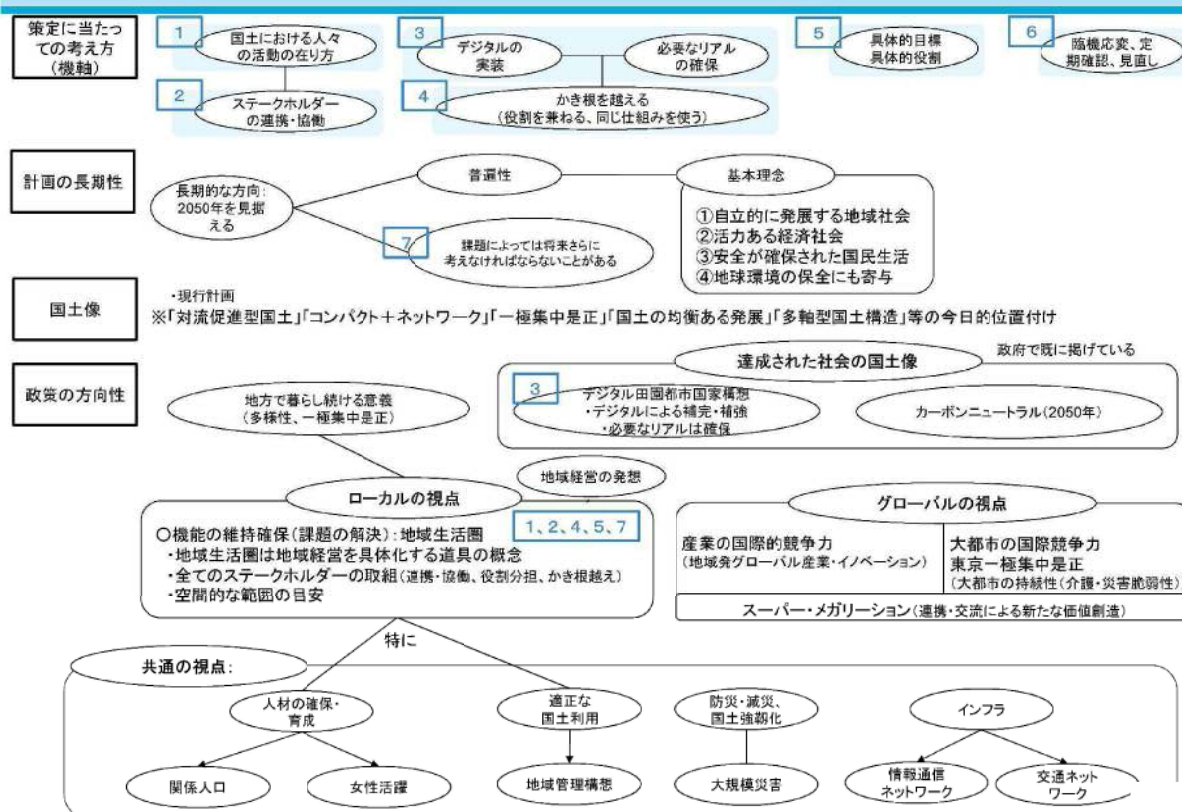 策定に当たっ
ての考え方
(機軸)
1
国土における人々
の活動の在り方
2
ステークホルダー
の連携・協働
3
デジタルの
実装
必要なリアル
の確保
4
かき根を越える
(役割を兼ねる、同じ仕組みを使う)
5
具体的目標
具体的役割
6
臨機応変、定
期確認、見直し
計画の長期性
長期的な方向:
2050年を見据
える
普遍性
基本理念
7
課題によっては将来さらに
考えなければならないことがある
①自立的に発展する地域社会
②活力ある経済社会
③安全が確保された国民生活
④地球環境の保全にも寄与
国土像
・現行計画
※「対流促進型国土」「コンパクト+ネットワーク」「一極集中是正」「国土の均衡ある発展」「多軸型国土構造」等の今日的位置付け
政策の方向性
達成された社会の国土像
政府で既に掲げている
3
デジタル田園都市国家構想
・デジタルによる補完・補強
・必要なリアルは確保
カーボンニュートラル(2050年)
地方で暮らし続ける意義
(多様性、一極集中是正)
地域経営の発想
ローカルの視点
1、2、4、5、7
〇機能の維持確保(課題の解決):地域生活圏
・地域生活圏は地域経営を具体化する道具の概念
・全てのステークホルダーの取組(連携・協働、役割分担、かき根越え)
・空間的な範囲の目安
グローバルの視点
産業の国際的競争力
(地域発グローバル産業・イノベーション)
大都市の国際競争力
東京一極集中是正
(大都市の持続性(介護・災害脆弱性)
スーパー・メガリージョン(連携・交流による新たな価値創造)
特に
共通の視点:
人材の確保・
育成
適正な
国土利用
防災・減災、
国土強靱化
インフラ
関係人口
女性活躍
地域管理構想
大規模災害
情報通信
ネットワーク
交通ネット
ワーク